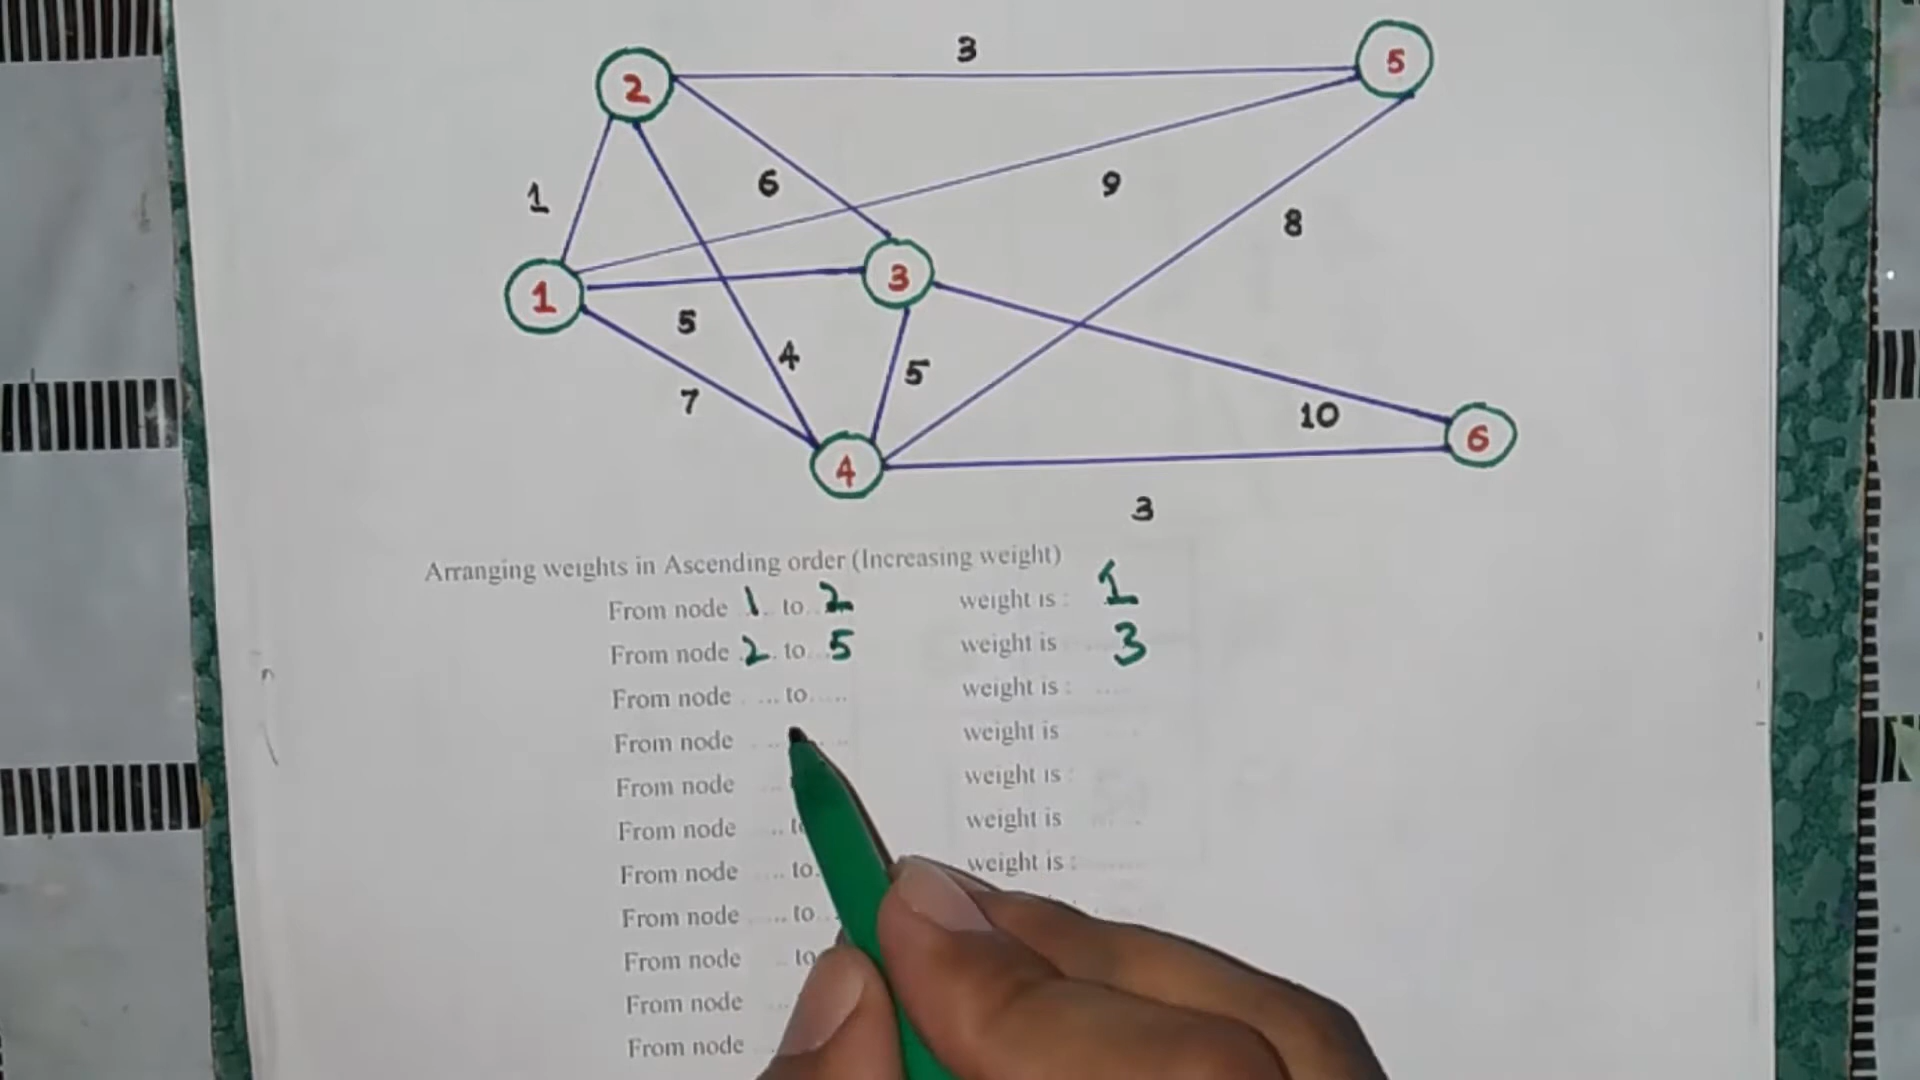 3
2
5
6
9
1
8
1
3
5
4
5
7
10
6
4
3
Arranging weights in Ascending order (Increasing weight)
From node 1 to 2 weight is : 1
From node 2 to 5 weight is 3
From node .... to ..... weight is : ....
From node weight is
From node weight is :
From node .. weight is
From node .... to. weight is :
From node .... to
From node .. to
From node
From node